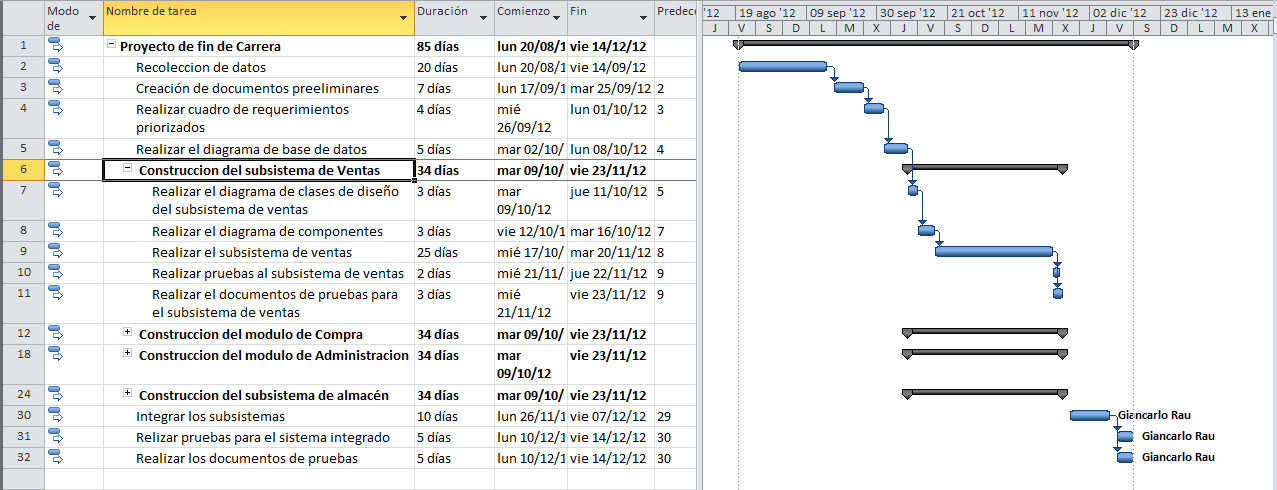 Modo de Nombre de tarea Duración Comienzo Fin Predece
'12 19 ago '12 09 sep '12 30 sep '12 21 oct '12 11 nov '12 02 dic '12 23 dic '12 13 ene
J V D L M X J V S D L M X
1 Proyecto de fin de Carrera 85 días lun 20/08/1 vie 14/12/12
2 Recoleccion de datos 20 días lun 20/08/1 vie 14/09/12
3 Creación de documentos preeliminares 7 días lun 17/09/1 mar 25/09/12 2
4 Realizar cuadro de requerimientos 4 días mié lun 01/10/12 3
priorizados 26/09/12
5 Realizar el diagrama de base de datos 5 días mar 02/10/ lun 08/10/12 4
6 Construccion del subsistema de Ventas 34 días mar 09/10/ vie 23/11/12
7 Realizar el diagrama de clases de diseño 3 días mar jue 11/10/12 5
del subsistema de ventas 09/10/12
8 Realizar el diagrama de componentes 3 días vie 12/10/1 mar 16/10/12 7
9 Realizar el subsistema de ventas 25 días mié 17/10/ mar 20/11/12 8
10 Realizar pruebas al subsistema de ventas 2 días mié 21/11/ jue 22/11/12 9
11 Realizar el documentos de pruebas para 3 días mié vie 23/11/12 9
el subsistema de ventas 21/11/12
12 Construccion del modulo de Compra 34 días mar 09/10/ vie 23/11/12
18 Construccion del modulo de Administracion 34 días mar vie 23/11/12
09/10/12
24 Construccion del subsistema de almacén 34 días mar 09/10/ vie 23/11/12
30 Integrar los subsistemas 10 días lun 26/11/1 vie 07/12/12 29 Giancarlo Rau
31 Relizar pruebas para el sistema integrado 5 días lun 10/12/1 vie 14/12/12 30 Giancarlo Rau
32 Realizar los documentos de pruebas 5 días lun 10/12/1 vie 14/12/12 30 Giancarlo Rau